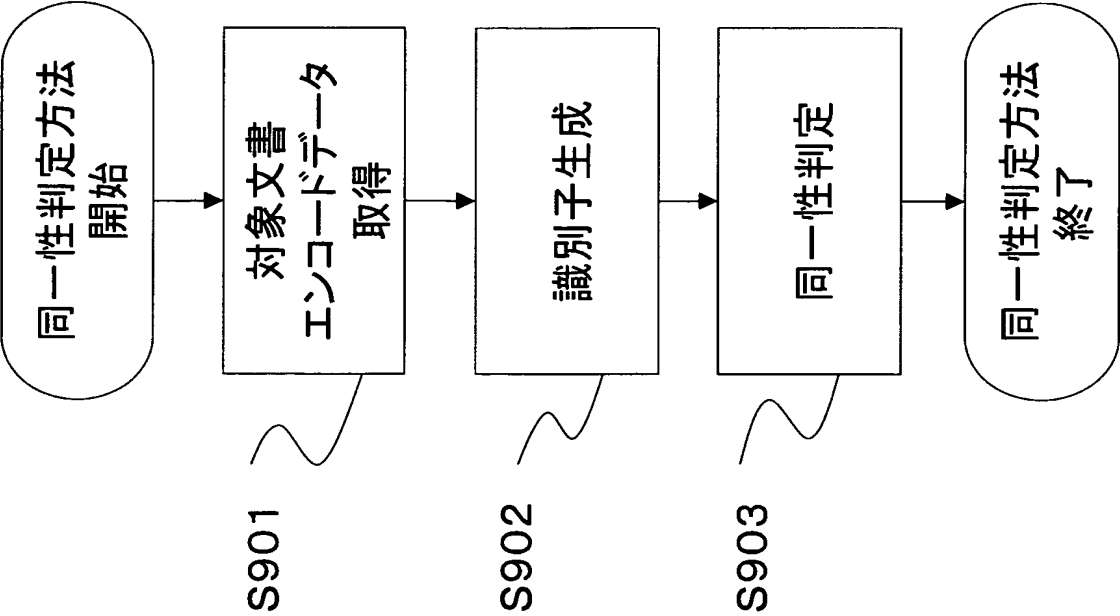 同一性判定方法
開始
対象文書
エンコードデータ
取得
S901
識別子生成
S902
同一性判定
S903
同一性判定方法
終了